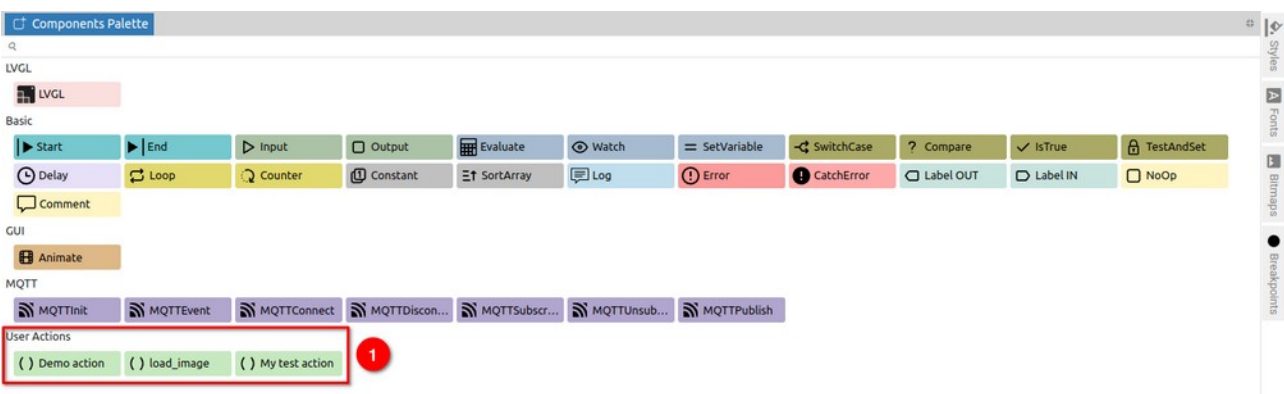 Components Palette
LVGL
LVGL
Basic
Start End Input Output Evaluate Watch SetVariable SwitchCase ? Compare IsTrue TestAndSet
Delay Loop Counter Constant SortArray Log Error CatchError Label OUT Label IN NoOp
Comment
GUI
Animate
MQTT
MQTTInit MQTTEvent MQTTConnect MQTTDiscon... MQTTSubscr... MQTTUnsub... MQTTPublish
User Actions
( ) Demo action ( ) load_image ( ) My test action 1
Styles
A Fonts
Bitmaps
Breakpoints